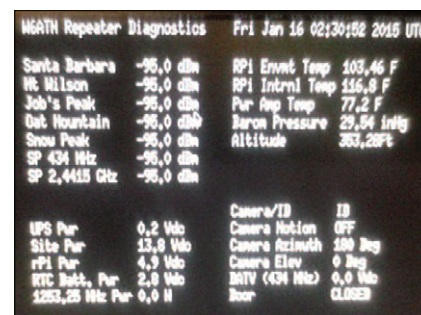 W6ATN Repeater Diagnostics Fri Jan 16 02:30:52 2015 UTC
Santa Barbara -95.0 dBm RPi Envmt Temp 103.46 F
Mt Wilson -95.0 dBm RPi Intrnl Temp 116.8 F
Job's Peak -95.0 dBm Pwr Amp Temp 77.2 F
Oat Mountain -95.0 dBm Barom Pressure 29.54 inHg
Snow Peak -95.0 dBm Altitude 353.28Ft
SP 434 MHz -95.0 dBm
SP 2.4415 GHz -95.0 dBm
Camera/ID ID
UPS Pwr 0.2 Vdc Camera Motion OFF
Site Pwr 13.8 Vdc Camera Azimuth 180 Deg
rPi Pwr 4.9 Vdc Camera Elev 0 Deg
RTC Batt. Pwr 2.8 Vdc DATV (434 MHz) 0.0 Vdc
1253.25 MHz Pwr 0.0 W Door CLOSED